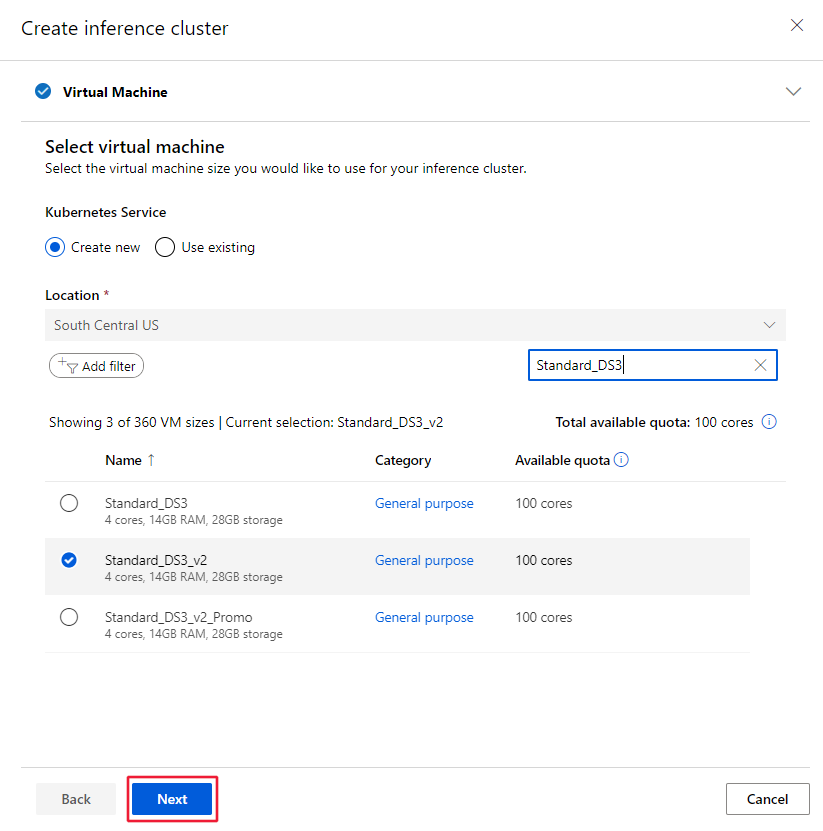 Create inference cluster
Virtual Machine
Select virtual machine
Select the virtual machine size you would like to use for your inference cluster.
Kubernetes Service
Create new Use existing
Location *
South Central US
Add filter Standard_DS3
Showing 3 of 360 VM sizes | Current selection: Standard_DS3_v2 Total available quota: 100 cores
Name ↑ Category Available quota
Standard_DS3 General purpose 100 cores
4 cores, 14GB RAM, 28GB storage
Standard_DS3_v2 General purpose 100 cores
4 cores, 14GB RAM, 28GB storage
Standard_DS3_v2_Promo General purpose 100 cores
4 cores, 14GB RAM, 28GB storage
Back Next Cancel